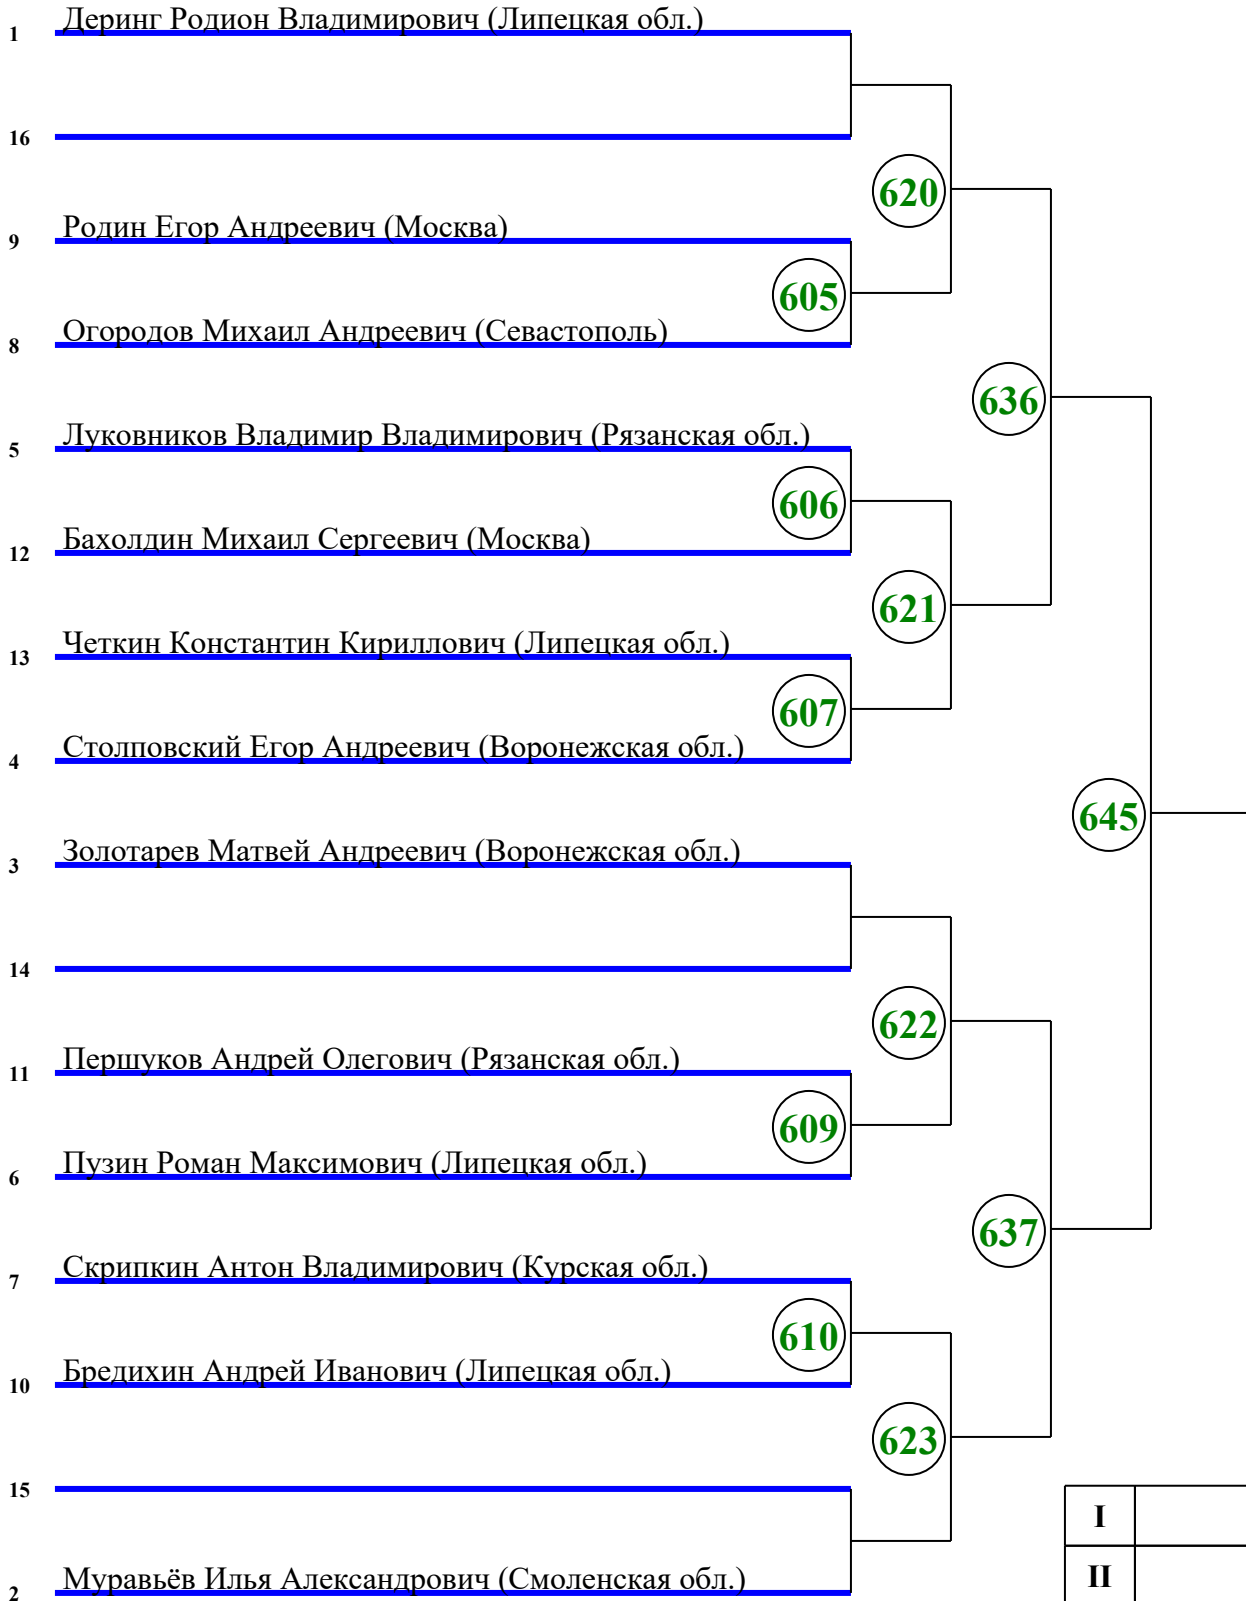 Деринг Родион Владимирович (Липецкая обл.)
1
16
620
Родин Егор Андреевич (Москва)
9
605
Огородов Михаил Андреевич (Севастополь)
8
636
Луковников Владимир Владимирович (Рязанская обл.)
5
606
Бахолдин Михаил Сергеевич (Москва)
12
621
Четкин Константин Кириллович (Липецкая обл.)
13
607
Столповский Егор Андреевич (Воронежская обл.)
4
645
Золотарев Матвей Андреевич (Воронежская обл.)
3
14
622
Першуков Андрей Олегович (Рязанская обл.)
11
609
Пузин Роман Максимович (Липецкая обл.)
6
637
Скрипкин Антон Владимирович (Курская обл.)
7
610
Бредихин Андрей Иванович (Липецкая обл.)
10
623
15
I
Муравьёв Илья Александрович (Смоленская обл.)
2
II